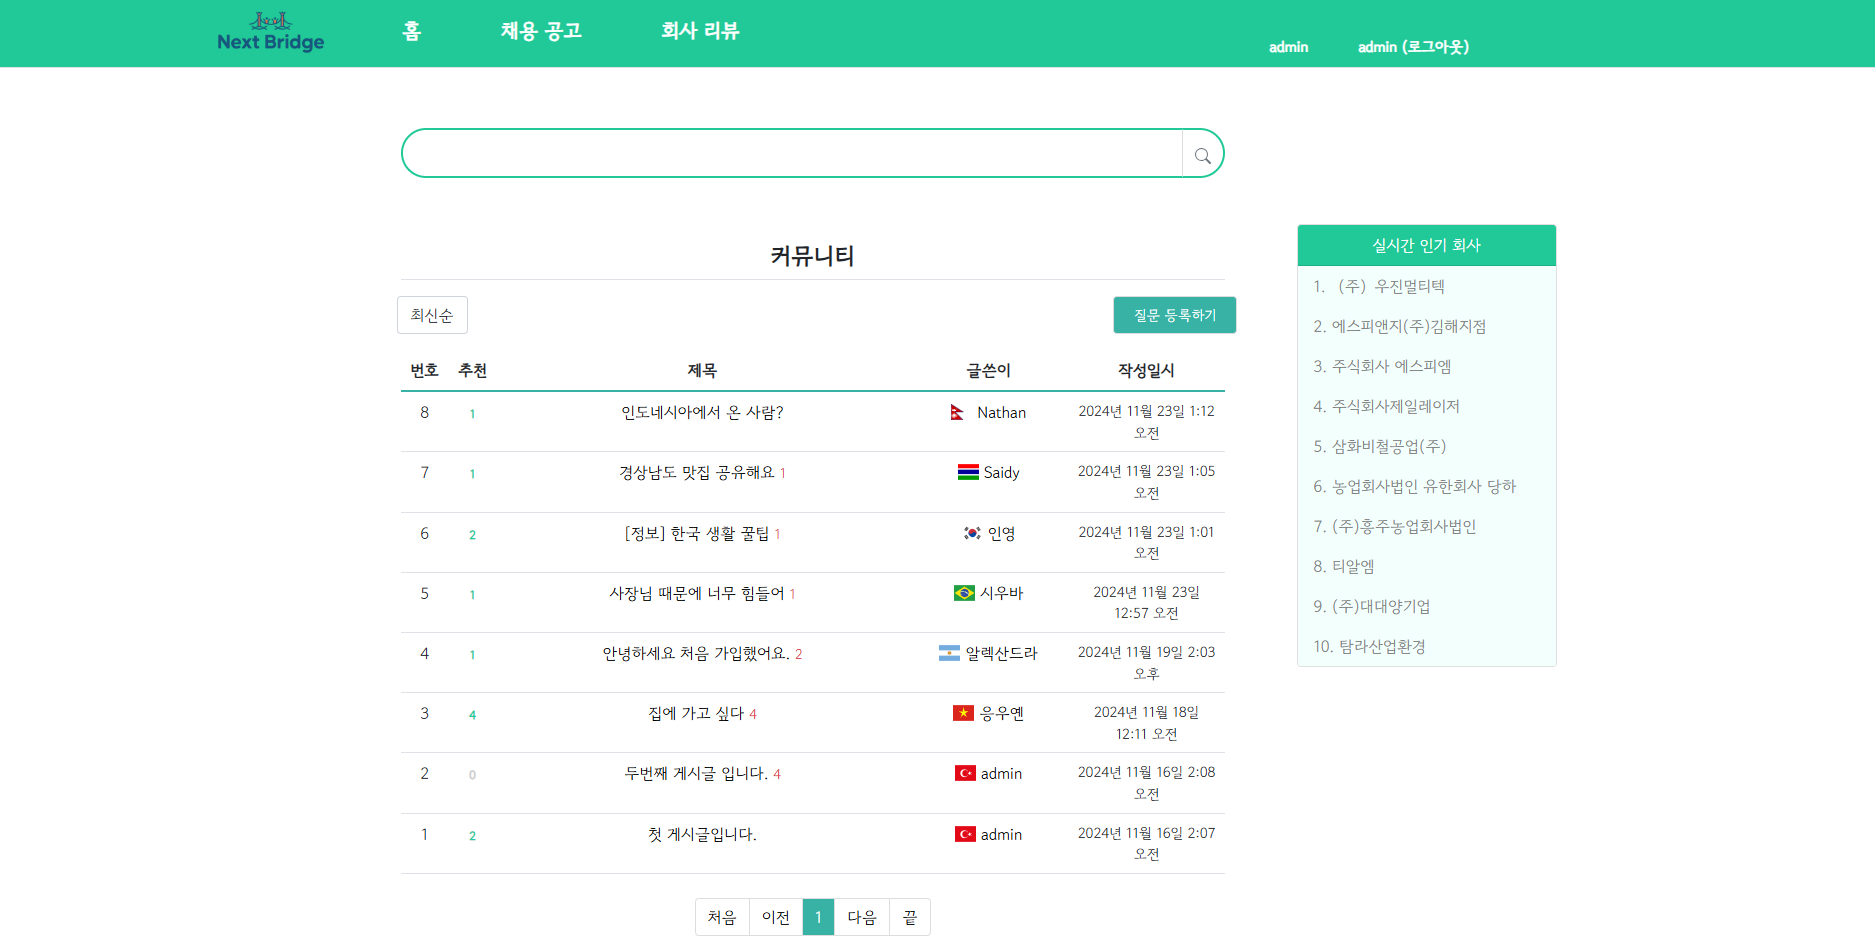 Next Bridge
홈 채용 공고 회사 리뷰
admin admin (로그아웃)
커뮤니티
최신순 질문 등록하기
번호 추천 제목 글쓴이 작성일시
8 1 인도네시아에서 온 사람? Nathan 2024년 11월 23일 1:12
오전
7 1 경상남도 맛집 공유해요 1 Saidy 2024년 11월 23일 1:05
오전
6 2 [정보] 한국 생활 꿀팁 1 인영 2024년 11월 23일 1:01
오전
5 1 사장님 때문에 너무 힘들어 1 시우바 2024년 11월 23일
12:57 오전
4 1 안녕하세요 처음 가입했어요. 2 알렉산드라 2024년 11월 19일 2:03
오후
3 4 집에 가고 싶다 4 응우옌 2024년 11월 18일
12:11 오전
2 0 두번째 게시글 입니다. 4 admin 2024년 11월 16일 2:08
오전
1 2 첫 게시글입니다. admin 2024년 11월 16일 2:07
오전
처음 이전 1 다음 끝
실시간 인기 회사
1. （주）우진멀티텍
2. 에스피앤지(주)김해지점
3. 주식회사 에스피엠
4. 주식회사제일레이저
5. 삼화비철공업(주)
6. 농업회사법인 유한회사 당하
7. (주)흥주농업회사법인
8. 티알엠
9. (주)대대양기업
10. 탐라산업환경